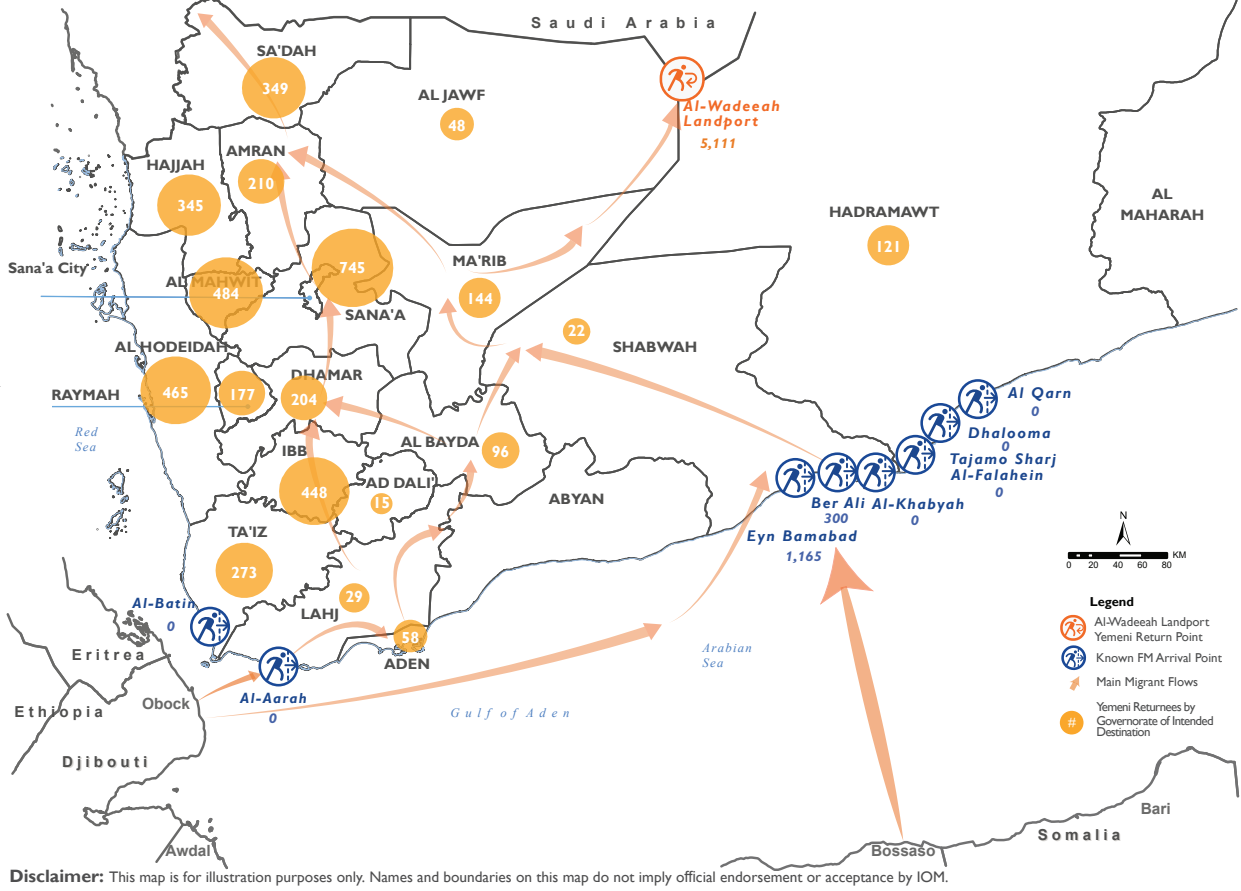 Saudi Arabia
SA'DAH
349
AL JAWF
48
Al-Wadeeah
Landport
5,111
HAJJAH
345
AMRAN
210
HADRAMAWT
121
AL
MAHARAH
Sana'a City
AL MAHWIT
484
745
SANA'A
MA'RIB
144
22
SHABWAH
AL HODEIDAH
465
RAYMAH
177
DHAMAR
204
Red
Sea
IBB
448
AL BAYDA
96
AD DALI'
15
ABYAN
Al Qarn
0
Dhalooma
0
Tajamo Sharj
Al-Falahein
0
Ber Ali
300
Al-Khabyah
0
Eyn Bamabad
1,165
TA'IZ
273
LAHJ
29
58
ADEN
Al-Batin
0
Al-Aarah
0
Eritrea
Ethiopia
Obock
Djibouti
Awdal
Gulf of Aden
Arabian
Sea
N
0 20 40 60 80 KM
Legend
Al-Wadeeah Landport
Yemeni Return Point
Known FM Arrival Point
Main Migrant Flows
#
Yemeni Returnees by
Governorate of Intended
Destination
Bari
Somalia
Bossaso
Disclaimer: This map is for illustration purposes only. Names and boundaries on this map do not imply official endorsement or acceptance by IOM.